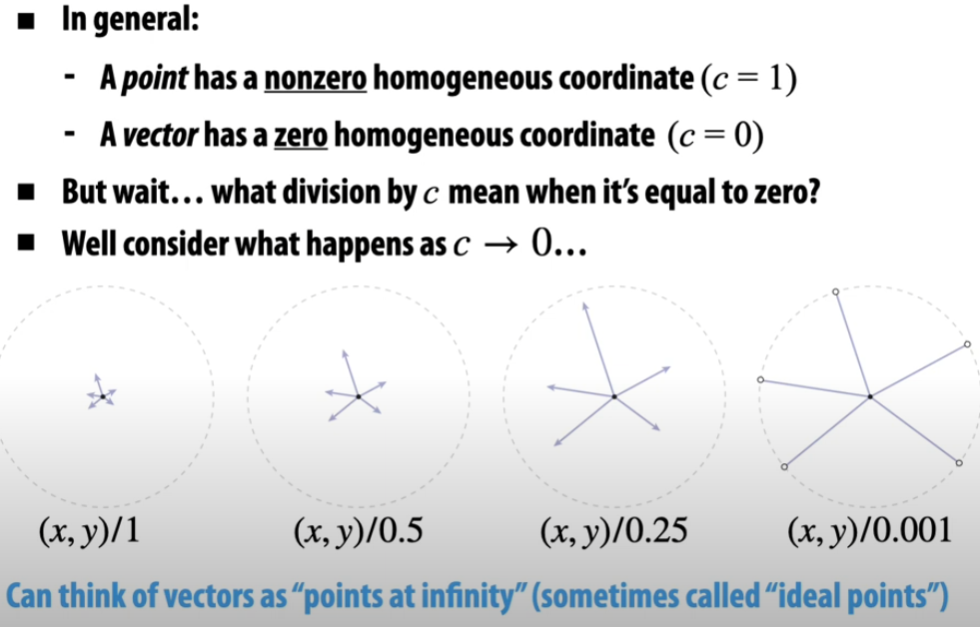 ■ In general:
- A point has a nonzero homogeneous coordinate (c = 1)
- A vector has a zero homogeneous coordinate (c = 0)
■ But wait… what division by c mean when it's equal to zero?
■ Well consider what happens as c → 0…
(x, y)/1 (x, y)/0.5 (x, y)/0.25 (x, y)/0.001
Can think of vectors as “points at infinity” (sometimes called “ideal points”)